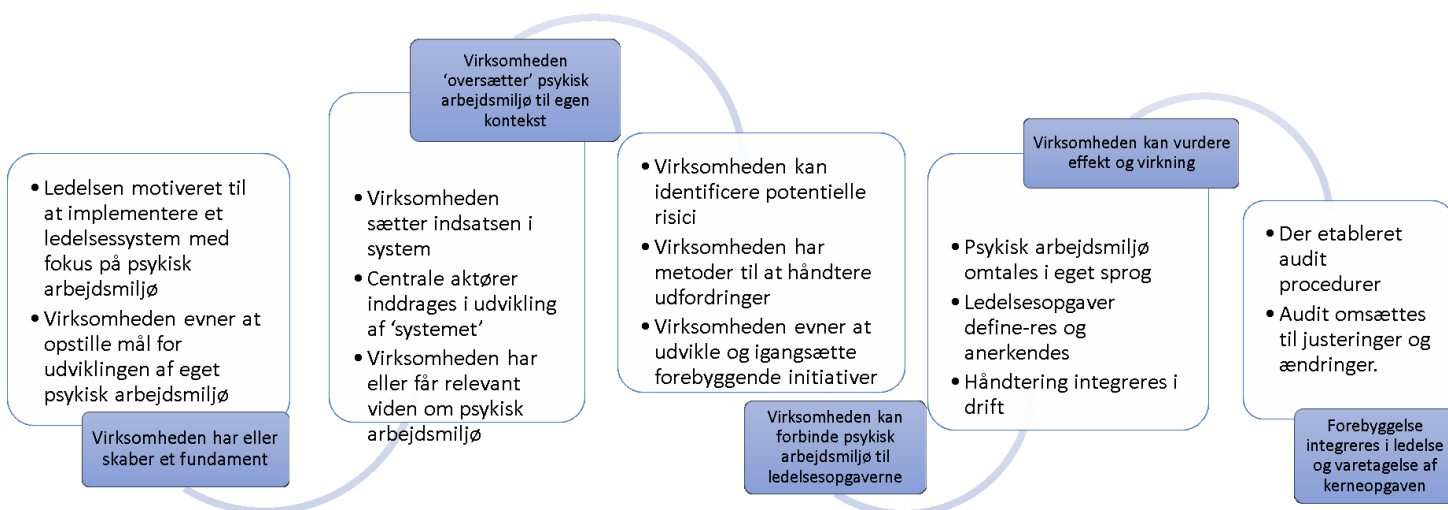 • Ledelsen motiveret til
at implementere et
ledelsessystem med
fokus på psykisk
arbejdsmiljø
• Virksomheden evner at
opstille mål for
udviklingen af eget
psykisk arbejdsmiljø
Virksomheden har eller
skaber et fundament
Virksomheden
‘oversætter’ psykisk
arbejdsmiljø til egen
kontekst
• Virksomheden
sætter indsatsen i
system
• Centrale aktører
inddrages i udvikling
af ‘systemet’
• Virksomheden har
eller får relevant
viden om psykisk
arbejdsmiljø
• Virksomheden kan
identificere potentielle
risici
• Virksomheden har
metoder til at håndtere
udfordringer
• Virksomheden evner at
udvikle og igangsætte
forebyggende initiativer
Virksomheden kan
forbinde psykisk
arbejdsmiljø til
ledelsesopgaverne
Virksomheden kan vurdere
effekt og virkning
• Psykisk arbejdsmiljø
omtales i eget sprog
• Ledelsesopgaver
define-res og
anerkendes
• Håndtering integreres i
drift
• Der etableret
audit
procedurer
• Audit omsættes
til justeringer og
ændringer.
Forebyggelse
integreres i ledelse
og varetagelse af
kerneopgaven